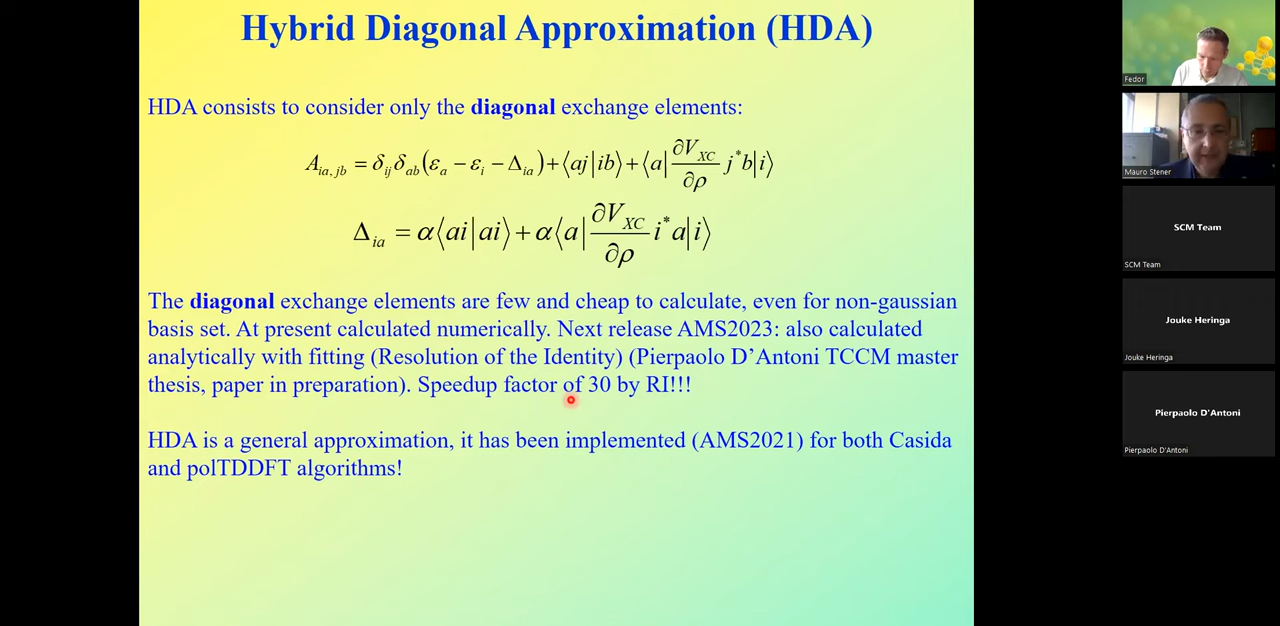 Hybrid Diagonal Approximation (HDA)
HDA consists to consider only the diagonal exchange elements:
A_{ia, jb} = δ_{ij}δ_{ab}(ε_a − ε_i − Δ_{ia}) + ⟨aj|ib⟩ + ⟨a| ∂V_{XC}/∂ρ j*b|i⟩
Δ_{ia} = α⟨ai|ai⟩ + α⟨a| ∂V_{XC}/∂ρ i*a|i⟩
The diagonal exchange elements are few and cheap to calculate, even for non-gaussian
basis set. At present calculated numerically. Next release AMS2023: also calculated
analytically with fitting (Resolution of the Identity) (Pierpaolo D’Antoni TCCM master
thesis, paper in preparation). Speedup factor of 30 by RI!!!
HDA is a general approximation, it has been implemented (AMS2021) for both Casida
and polTDDFT algorithms!
Fedor
Mauro Stener
SCM Team
SCM Team
Jouke Heringa
Jouke Heringa
Pierpaolo D'Antoni
Pierpaolo D'Antoni